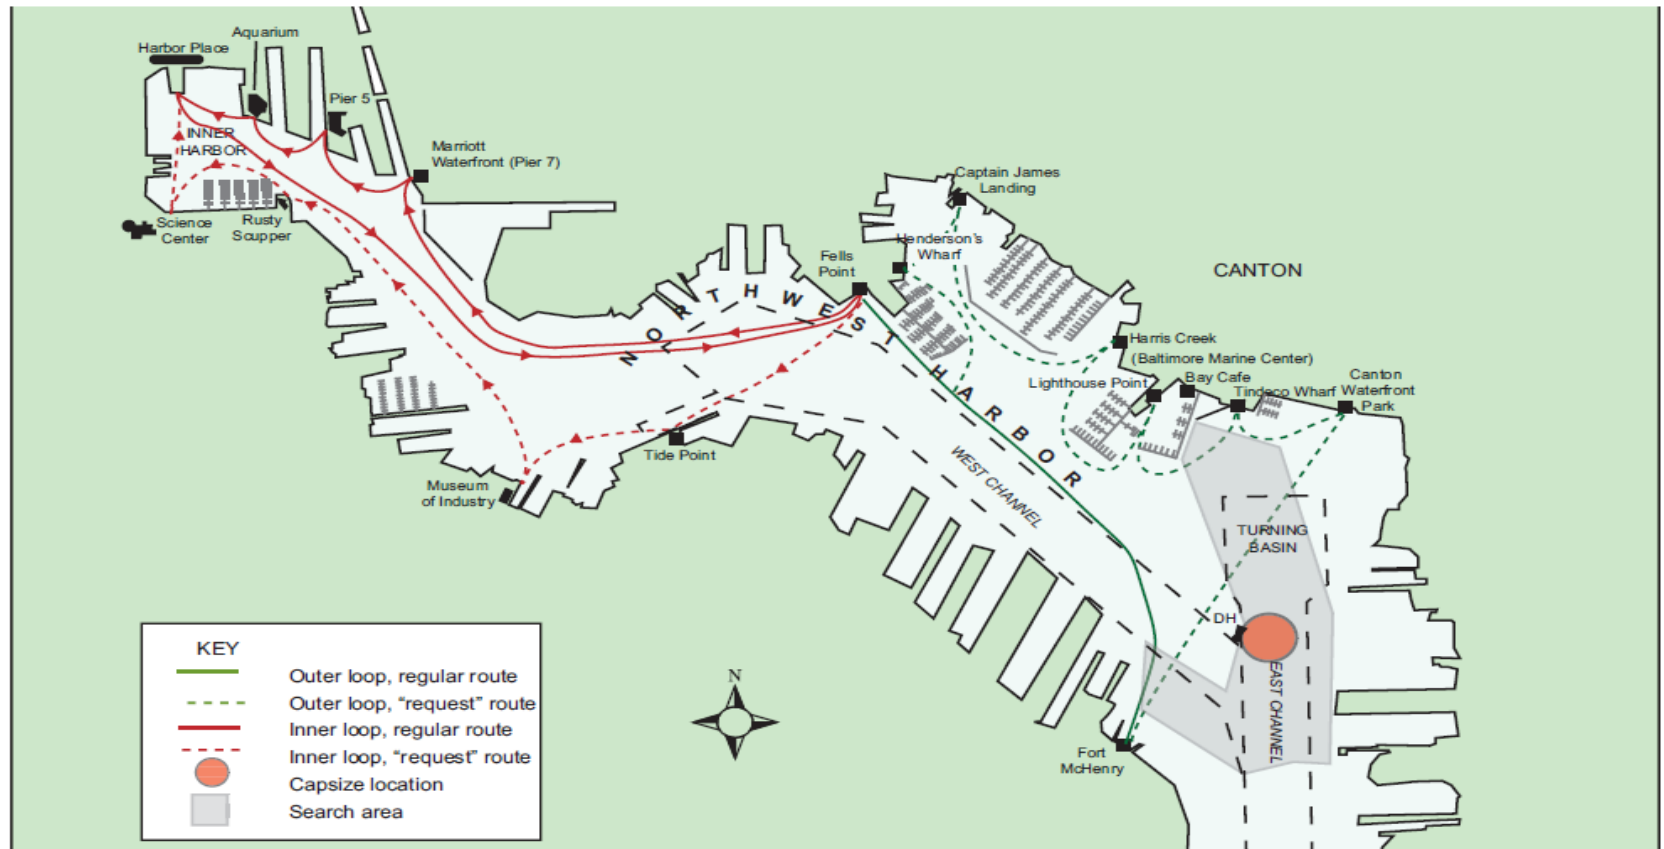 Aquarium
Harbor Place
Pier 5
INNER
HARBOR
Marriott
Waterfront (Pier 7)
Science
Center
Rusty
Scupper
Captain James
Landing
Henderson's
Wharf
Fells
Point
CANTON
NORTHWEST HARBOR
Harris Creek
(Baltimore Marine Center)
Lighthouse Point
Bay Cafe
Tindeco Wharf
Canton
Waterfront
Park
Tide Point
Museum
of Industry
WEST CHANNEL
TURNING
BASIN
DH
EAST CHANNEL
Fort
McHenry
N
KEY
Outer loop, regular route
Outer loop, “request” route
Inner loop, regular route
Inner loop, “request” route
Capsize location
Search area